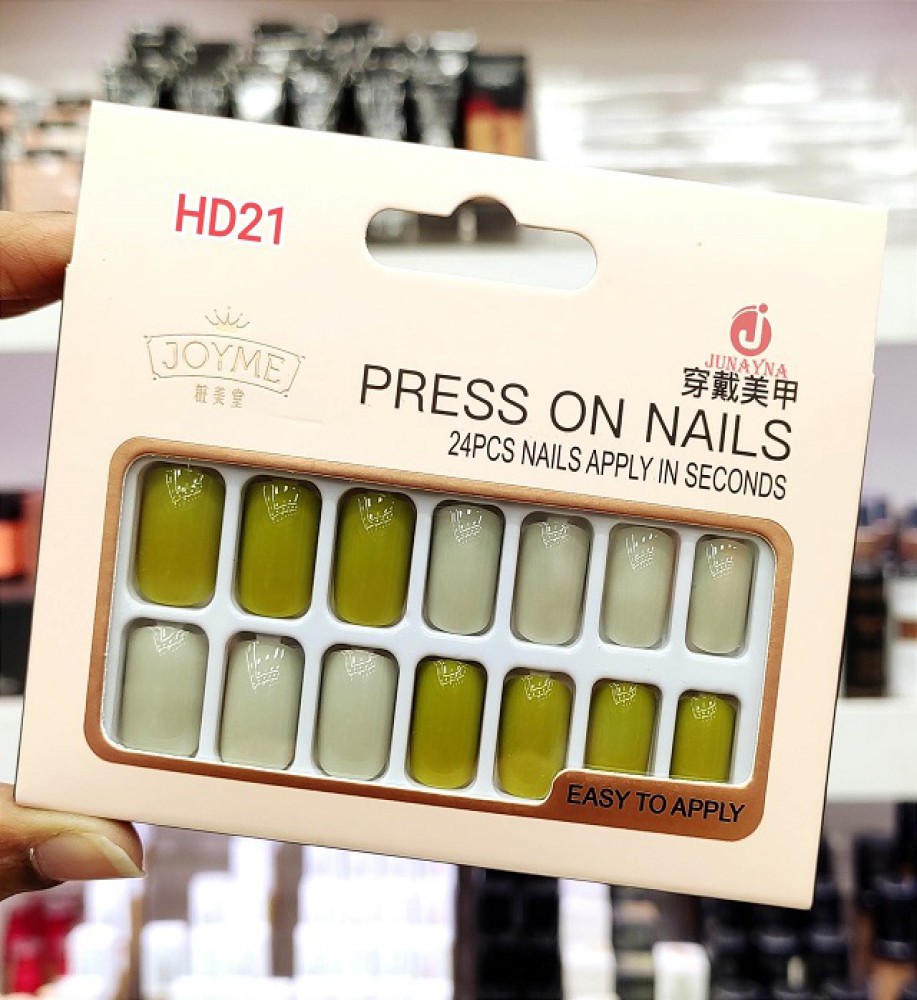 HD21
JOYME
粧美堂
J
JUNAYNA
穿戴美甲
PRESS ON NAILS
24PCS NAILS APPLY IN SECONDS
EASY TO APPLY